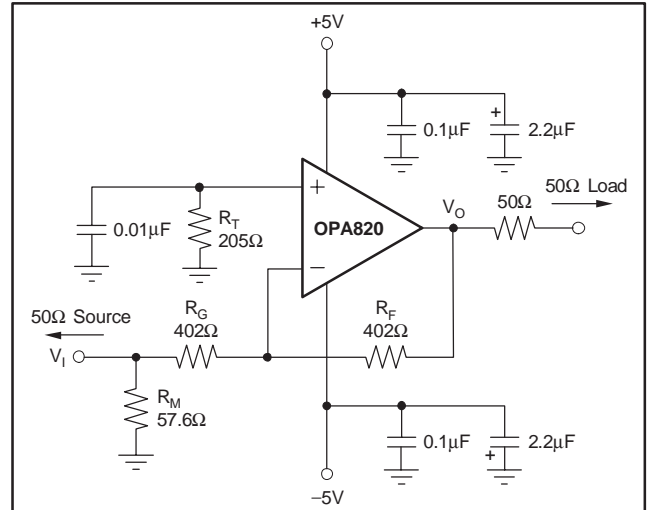 +5V
0.1μF
+
2.2μF
50Ω Load
+
OPA820
−
V_O
50Ω
0.01μF
R_T
205Ω
50Ω Source
R_G
402Ω
R_F
402Ω
V_I
R_M
57.6Ω
0.1μF
2.2μF
+
−5V